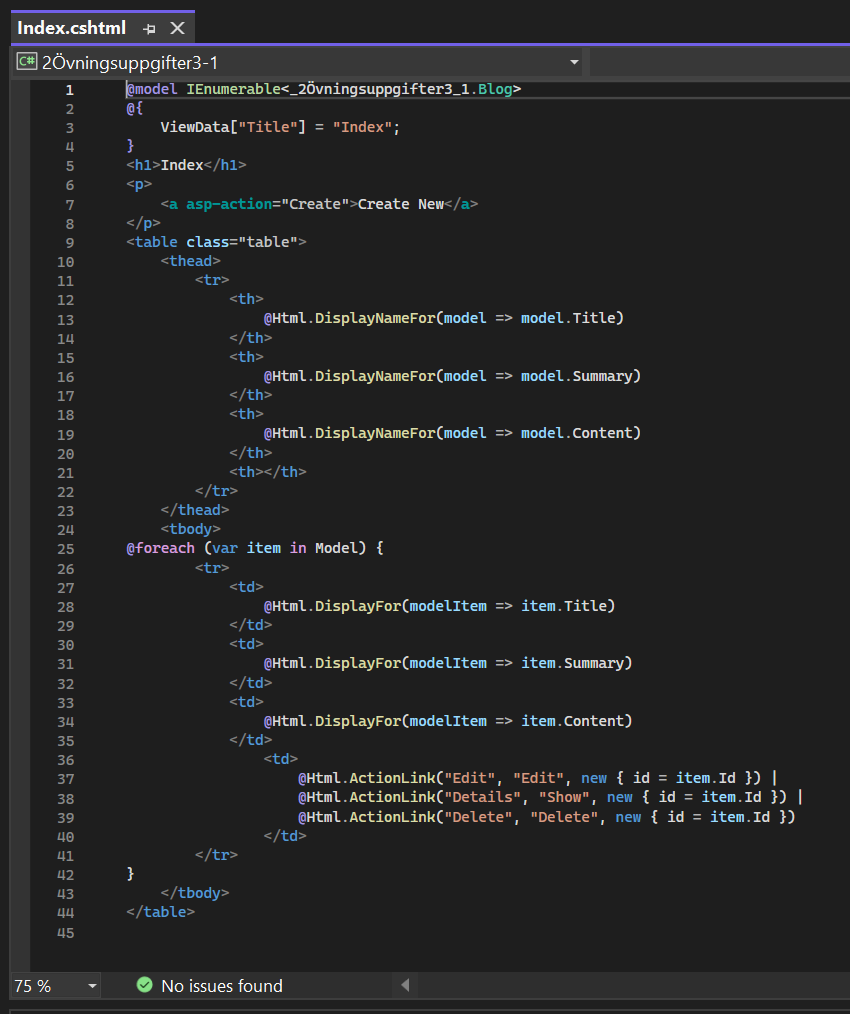 Index.cshtml
C# 2Övningsuppgifter3-1
1 @model IEnumerable<_2Övningsuppgifter3_1.Blog>
2 @{
3     ViewData["Title"] = "Index";
4 }
5 <h1>Index</h1>
6 <p>
7     <a asp-action="Create">Create New</a>
8 </p>
9 <table class="table">
10     <thead>
11         <tr>
12             <th>
13                 @Html.DisplayNameFor(model => model.Title)
14             </th>
15             <th>
16                 @Html.DisplayNameFor(model => model.Summary)
17             </th>
18             <th>
19                 @Html.DisplayNameFor(model => model.Content)
20             </th>
21             <th></th>
22         </tr>
23     </thead>
24     <tbody>
25 @foreach (var item in Model) {
26         <tr>
27             <td>
28                 @Html.DisplayFor(modelItem => item.Title)
29             </td>
30             <td>
31                 @Html.DisplayFor(modelItem => item.Summary)
32             </td>
33             <td>
34                 @Html.DisplayFor(modelItem => item.Content)
35             </td>
36                 <td>
37                     @Html.ActionLink("Edit", "Edit", new { id = item.Id }) |
38                     @Html.ActionLink("Details", "Show", new { id = item.Id }) |
39                     @Html.ActionLink("Delete", "Delete", new { id = item.Id })
40                 </td>
41         </tr>
42 }
43     </tbody>
44 </table>
45
75 % No issues found